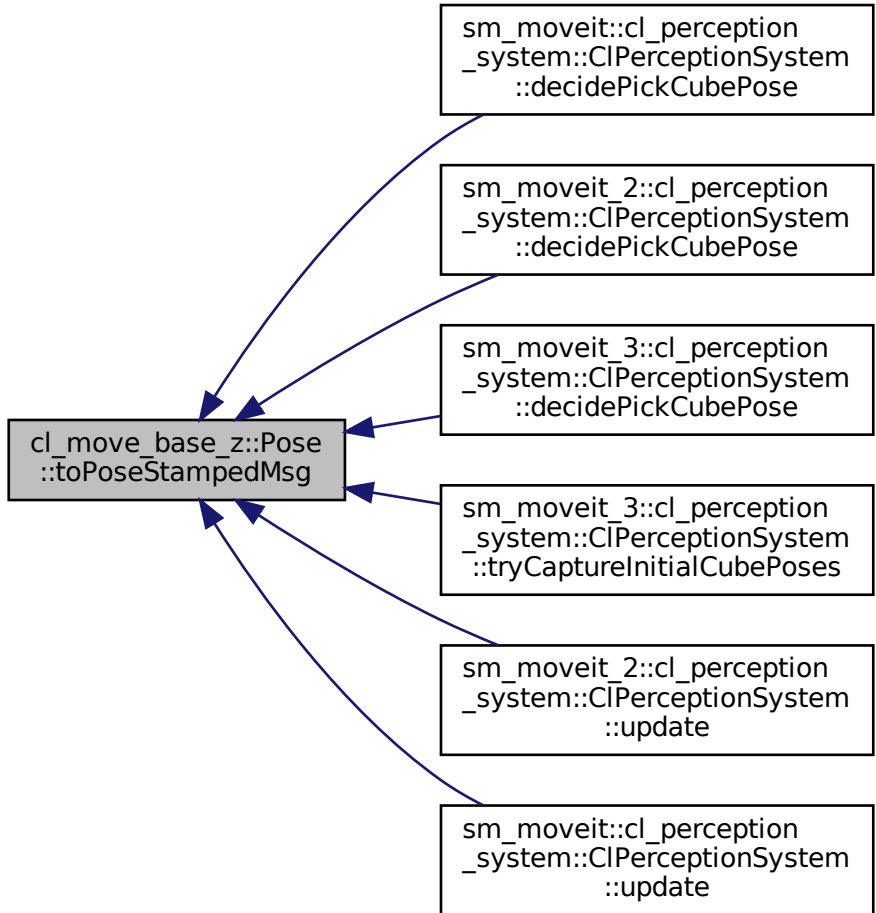 sm_moveit::cl_perception
_system::ClPerceptionSystem
::decidePickCubePose
sm_moveit_2::cl_perception
_system::ClPerceptionSystem
::decidePickCubePose
sm_moveit_3::cl_perception
_system::ClPerceptionSystem
::decidePickCubePose
cl_move_base_z::Pose
::toPoseStampedMsg
sm_moveit_3::cl_perception
_system::ClPerceptionSystem
::tryCaptureInitialCubePoses
sm_moveit_2::cl_perception
_system::ClPerceptionSystem
::update
sm_moveit::cl_perception
_system::ClPerceptionSystem
::update